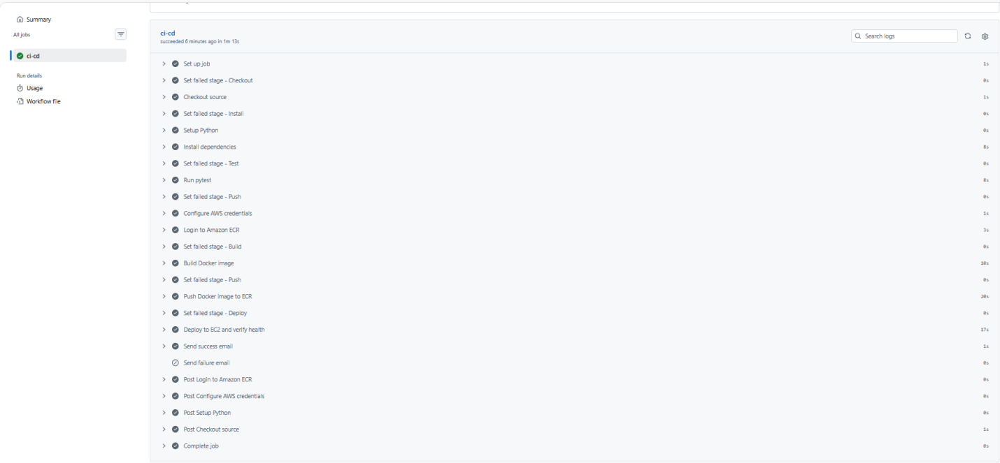 Summary
All jobs
ci-cd
Run details
Usage
Workflow file
ci-cd
succeeded 6 minutes ago in 1m 13s
Search logs
Set up job 1s
Set failed stage - Checkout 0s
Checkout source 1s
Set failed stage - Install 0s
Setup Python 0s
Install dependencies 8s
Set failed stage - Test 0s
Run pytest 8s
Set failed stage - Push 0s
Configure AWS credentials 1s
Login to Amazon ECR 3s
Set failed stage - Build 0s
Build Docker image 10s
Set failed stage - Push 0s
Push Docker image to ECR 20s
Set failed stage - Deploy 0s
Deploy to EC2 and verify health 17s
Send success email 1s
Send failure email 0s
Post Login to Amazon ECR 0s
Post Configure AWS credentials 0s
Post Setup Python 0s
Post Checkout source 1s
Complete job 0s